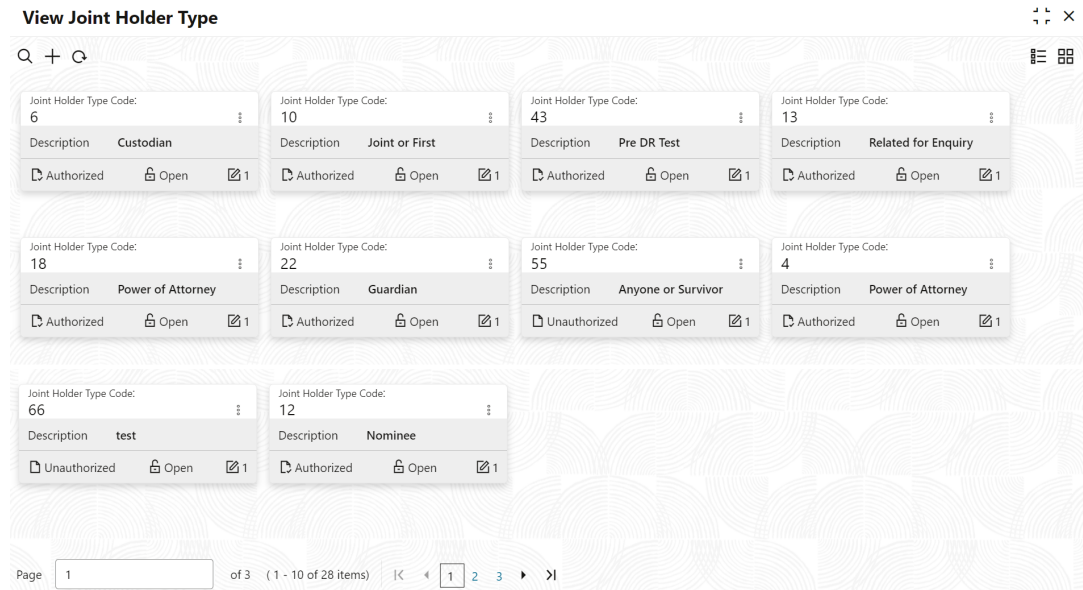 View Joint Holder Type
Joint Holder Type Code: Joint Holder Type Code: Joint Holder Type Code: Joint Holder Type Code:
6 10 43 13
Description Custodian Description Joint or First Description Pre DR Test Description Related for Enquiry
Authorized Open 1 Authorized Open 1 Authorized Open 1 Authorized Open 1
Joint Holder Type Code: Joint Holder Type Code: Joint Holder Type Code: Joint Holder Type Code:
18 22 55 4
Description Power of Attorney Description Guardian Description Anyone or Survivor Description Power of Attorney
Authorized Open 1 Authorized Open 1 Unauthorized Open 1 Authorized Open 1
Joint Holder Type Code: Joint Holder Type Code:
66 12
Description test Description Nominee
Unauthorized Open 1 Authorized Open 1
Page 1 of 3 ( 1 - 10 of 28 items) 1 2 3